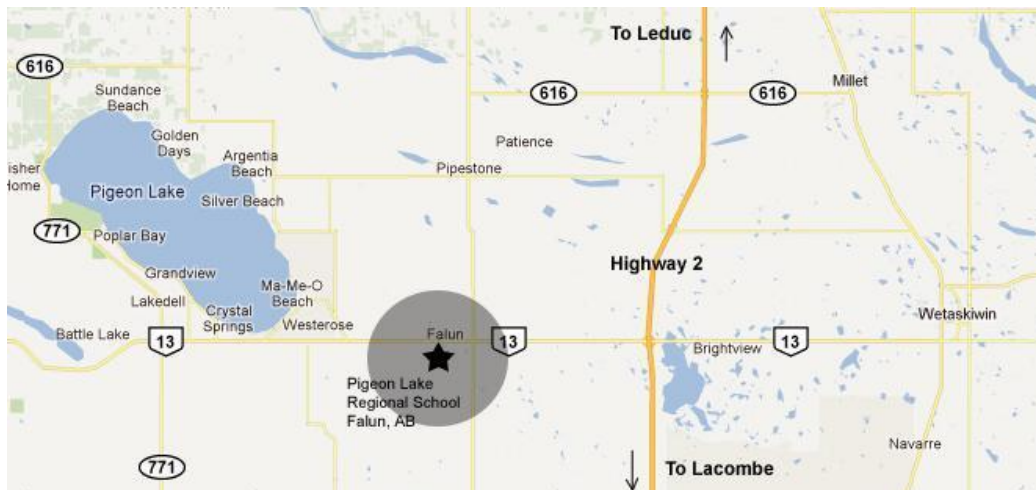 To Leduc
616
Sundance
Beach
616
616
Millet
Golden
Days
Patience
Argentia
Beach
Pipestone
isher
Home
Pigeon Lake
Silver Beach
771
Poplar Bay
Highway 2
Grandview
Ma-Me-O
Beach
Lakedell
Crystal
Springs
Westerose
Wetaskiwin
Battle Lake
13
Falun
13
Brightview
13
Pigeon Lake
Regional School
Falun, AB
Navarre
771
To Lacombe